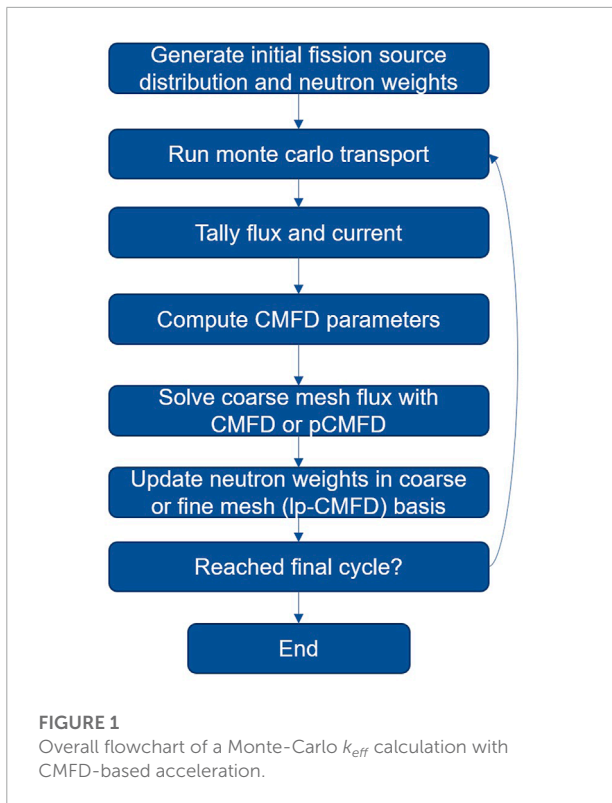 Generate initial fission source
distribution and neutron weights
Run monte carlo transport
Tally flux and current
Compute CMFD parameters
Solve coarse mesh flux with
CMFD or pCMFD
Update neutron weights in coarse
or fine mesh (lp-CMFD) basis
Reached final cycle?
End
FIGURE 1
Overall flowchart of a Monte-Carlo keff calculation with
CMFD-based acceleration.